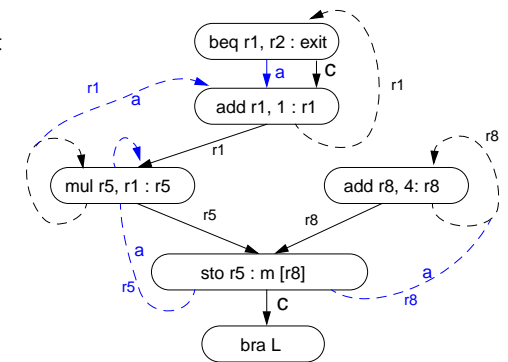 t
beq r1, r2 : exit
a
c
r1
a
r1
add r1, 1 : r1
r1
r8
mul r5, r1 : r5
add r8, 4: r8
r5
r8
a
r5
sto r5 : m [r8]
a
r8
c
bra L